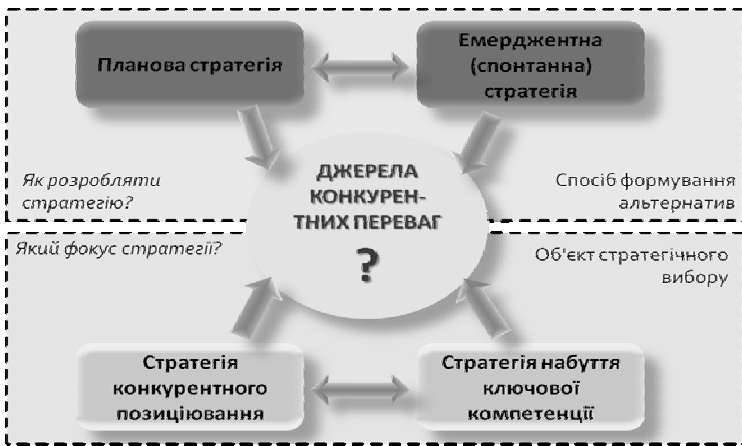 Планова стратегія
Емерджентна
(спонтанна)
стратегія
ДЖЕРЕЛА
КОНКУРЕН-
ТНИХ ПЕРЕВАГ
?
Як розробляти
стратегію?
Спосіб формування
альтернатив
Який фокус стратегії?
Об'єкт стратегічного
вибору
Стратегія
конкурентного
позиціювання
Стратегія набуття
ключової
компетенції